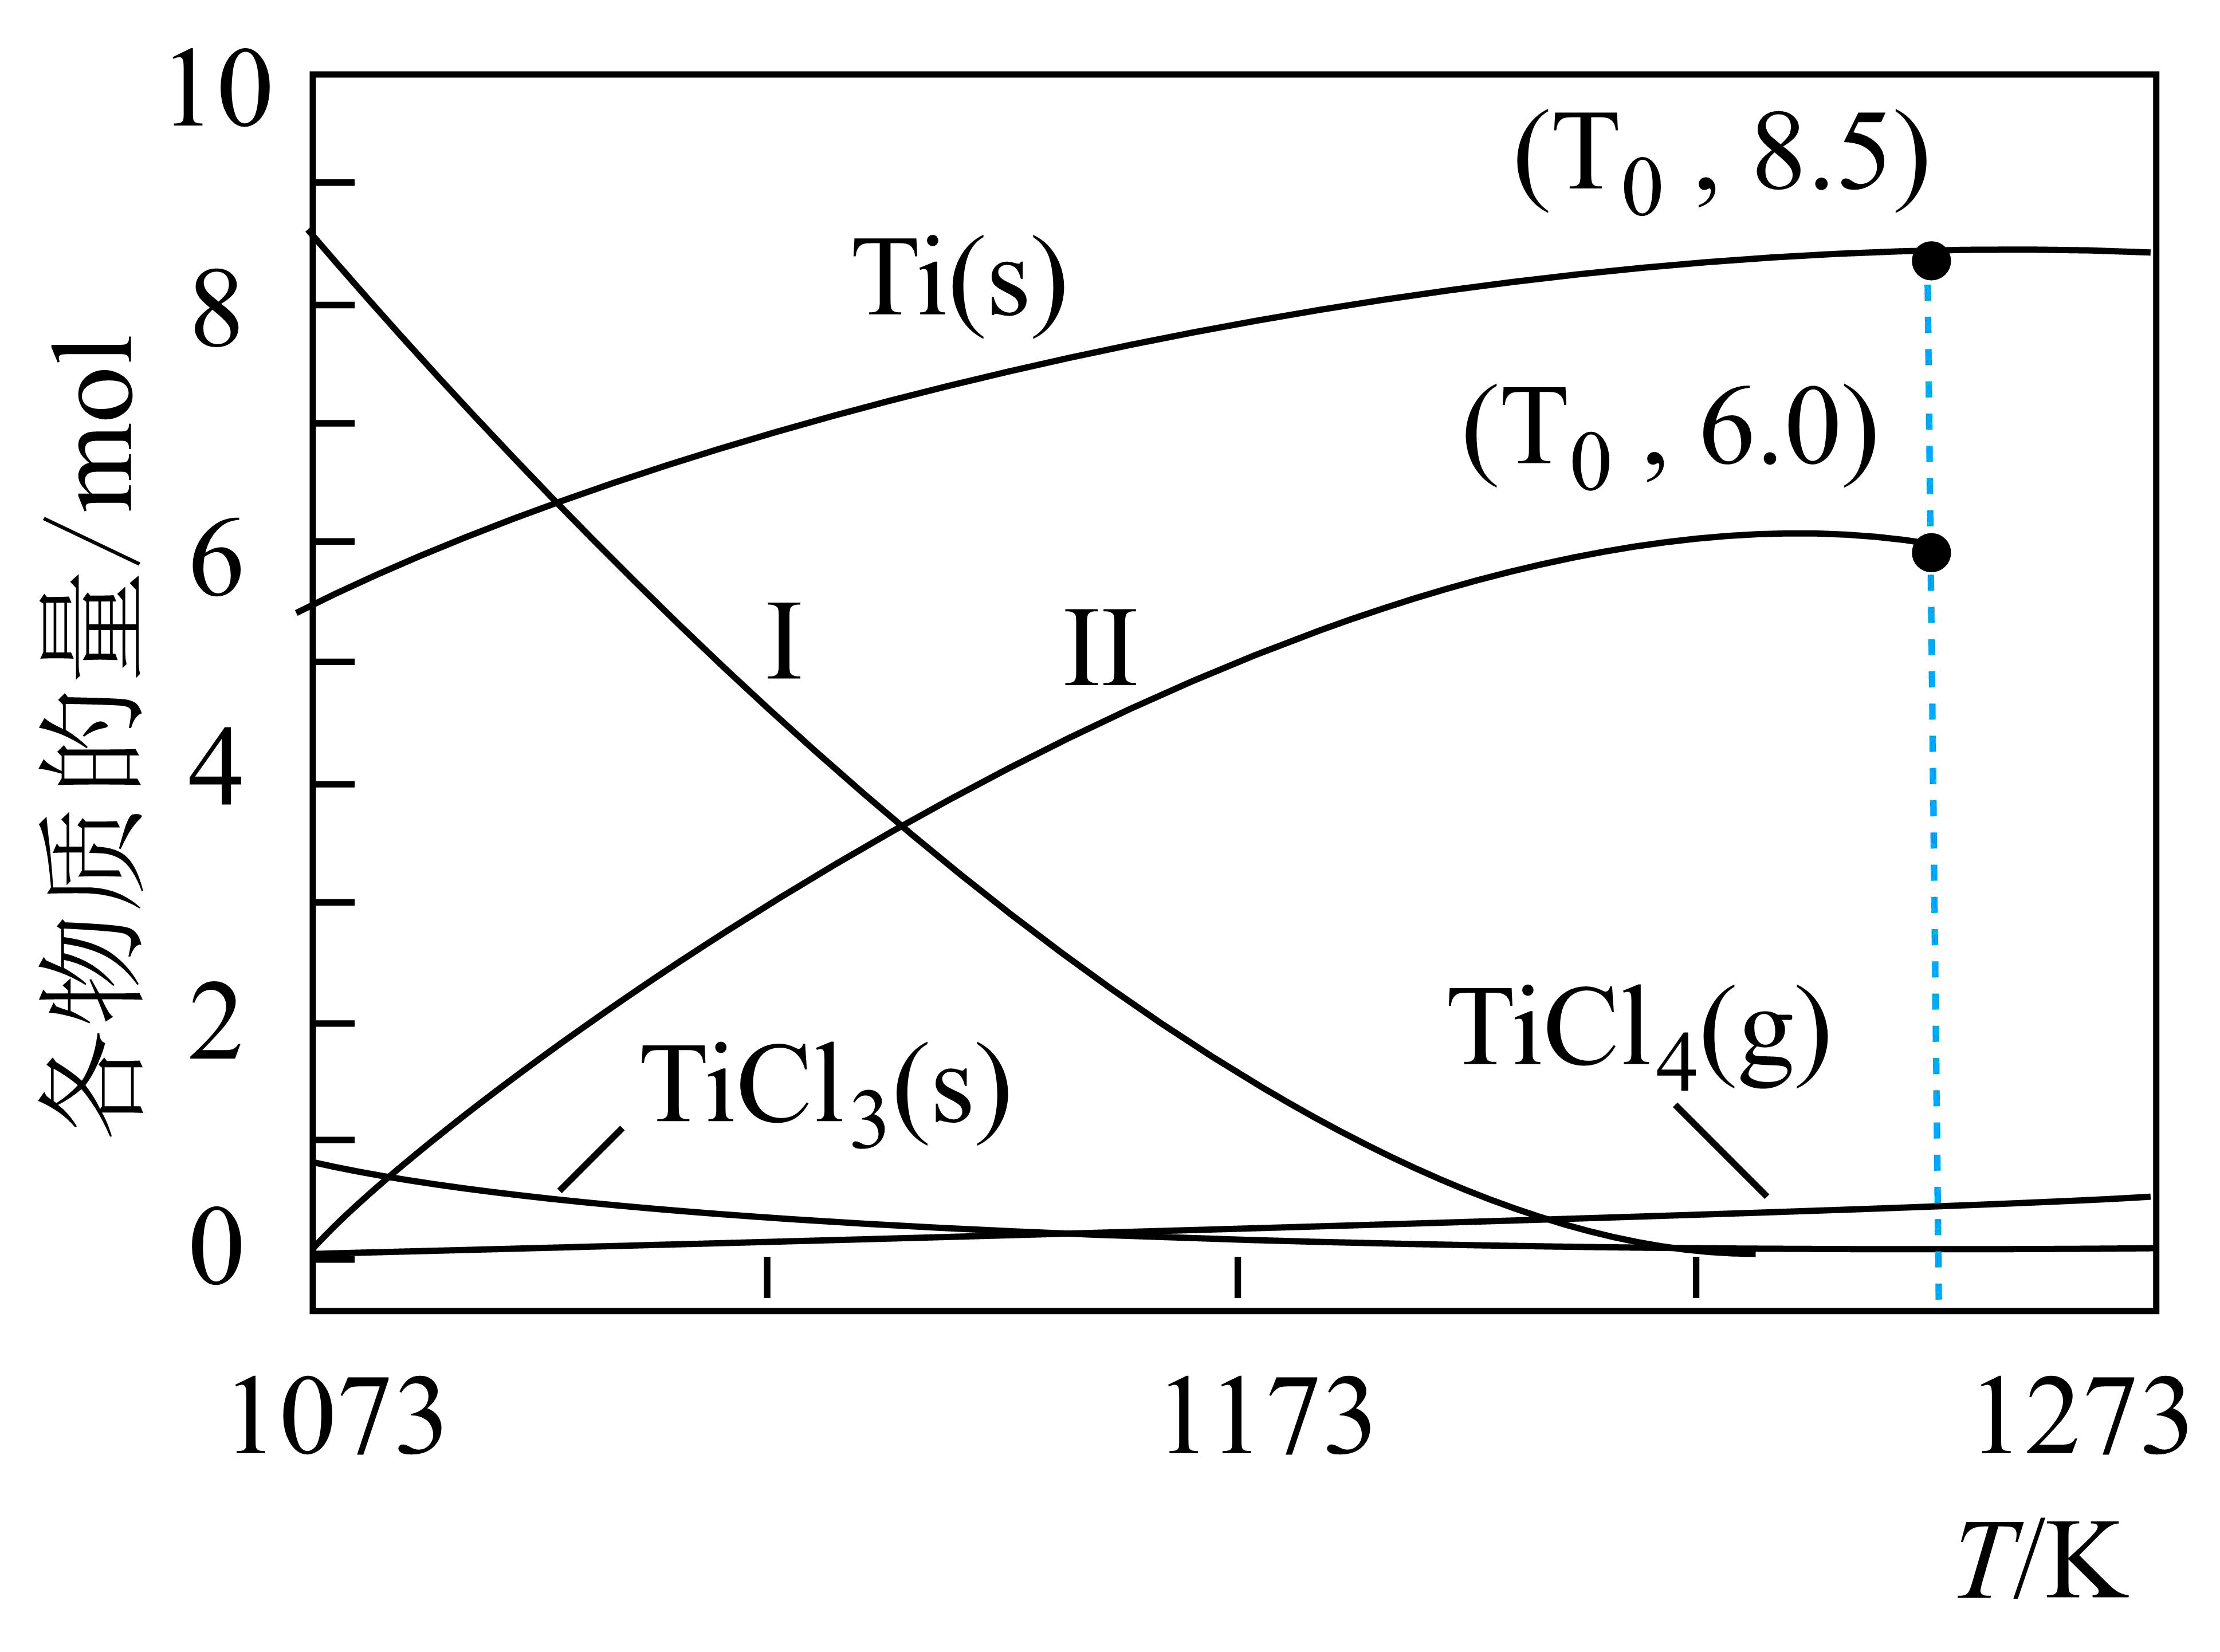 各物质的量/mol
10
8
6
4
2
0
(T₀ , 8.5)
Ti(s)
(T₀ , 6.0)
I
II
TiCl₃(s)
TiCl₄(g)
1073
1173
1273
T/K